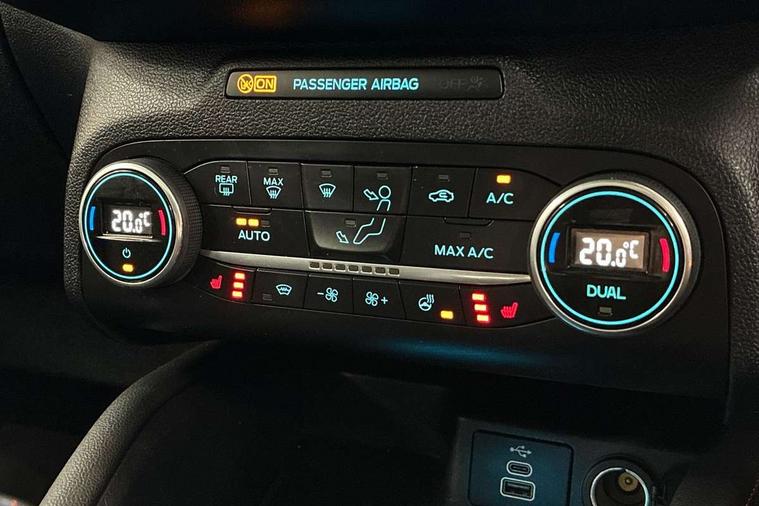 ON PASSENGER AIRBAG OFF
REAR MAX A/C
20.0°C AUTO MAX A/C 20.0°C
DUAL
- +